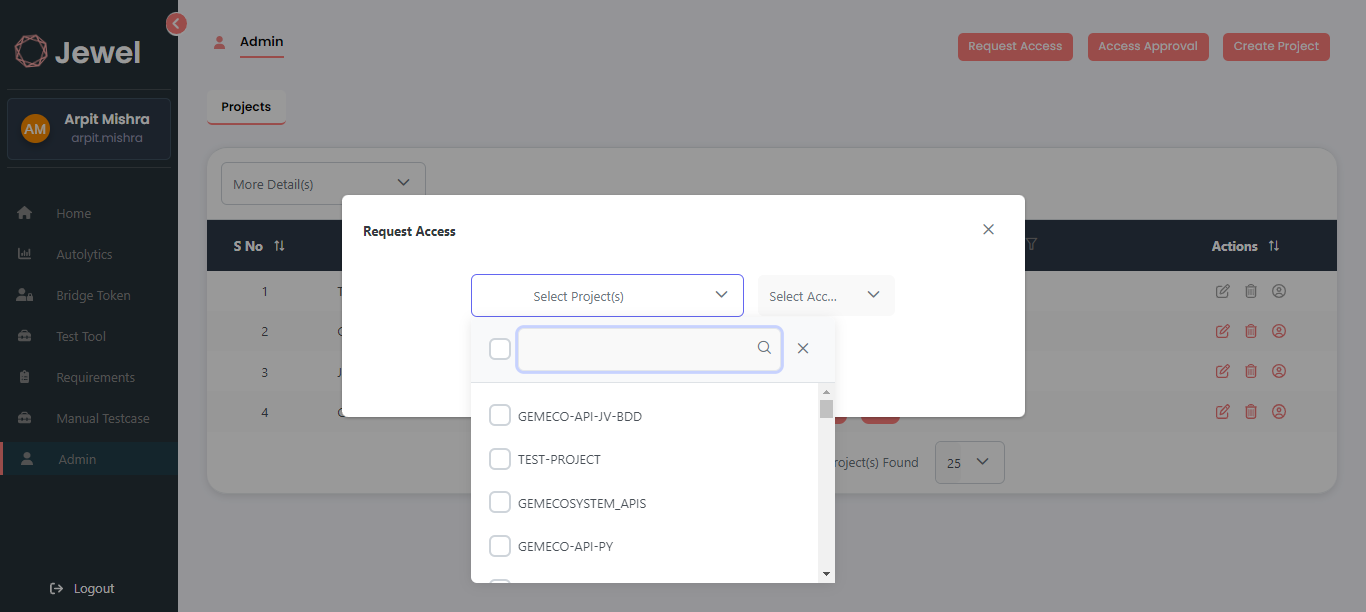 Jewel
AM
Arpit Mishra
arpit.mishra
Home
Autolytics
Bridge Token
Test Tool
Requirements
Manual Testcase
Admin
Logout
Admin
Request Access
Access Approval
Create Project
Projects
More Detail(s)
S No
Actions
1
2
3
4
Request Access
Select Project(s)
Select Acc...
GEMECO-API-JV-BDD
TEST-PROJECT
GEMECOSYSTEM_APIS
GEMECO-API-PY
roject(s) Found
25